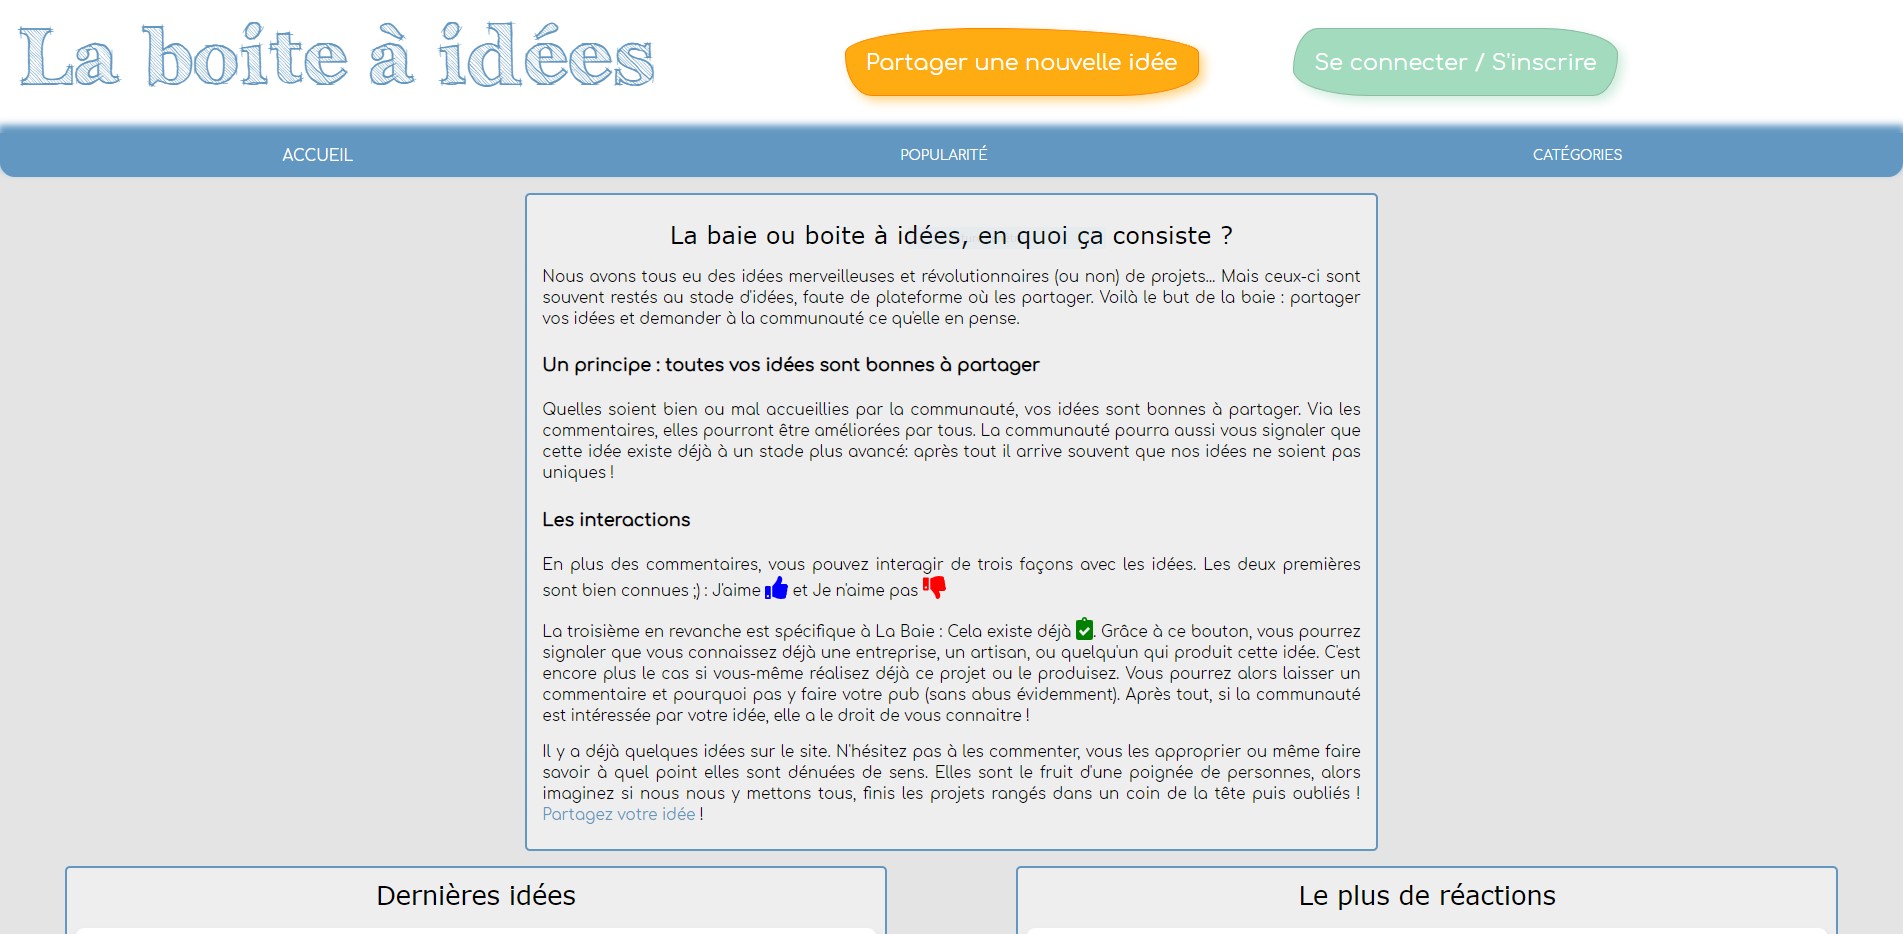 La boite à idées
Partager une nouvelle idée
Se connecter / S'inscrire
ACCUEIL
POPULARITÉ
CATÉGORIES
La baie ou boite à idées, en quoi ça consiste ?
Nous avons tous eu des idées merveilleuses et révolutionnaires (ou non) de projets... Mais ceux-ci sont
souvent restés au stade d'idées, faute de plateforme où les partager. Voilà le but de la baie : partager
vos idées et demander à la communauté ce qu'elle en pense.
Un principe : toutes vos idées sont bonnes à partager
Quelles soient bien ou mal accueillies par la communauté, vos idées sont bonnes à partager. Via les
commentaires, elles pourront être améliorées par tous. La communauté pourra aussi vous signaler que
cette idée existe déjà à un stade plus avancé: après tout il arrive souvent que nos idées ne soient pas
uniques !
Les interactions
En plus des commentaires, vous pouvez interagir de trois façons avec les idées. Les deux premières
sont bien connues ;) : J'aime et Je n'aime pas
La troisième en revanche est spécifique à La Baie : Cela existe déjà . Grâce à ce bouton, vous pourrez
signaler que vous connaissez déjà une entreprise, un artisan, ou quelqu'un qui produit cette idée. C'est
encore plus le cas si vous-même réalisez déjà ce projet ou le produisez. Vous pourrez alors laisser un
commentaire et pourquoi pas y faire votre pub (sans abus évidemment). Après tout, si la communauté
est intéressée par votre idée, elle a le droit de vous connaitre !
Il y a déjà quelques idées sur le site. N'hésitez pas à les commenter, vous les approprier ou même faire
savoir à quel point elles sont dénuées de sens. Elles sont le fruit d'une poignée de personnes, alors
imaginez si nous nous y mettons tous, finis les projets rangés dans un coin de la tête puis oubliés !
Partagez votre idée !
Dernières idées
Le plus de réactions